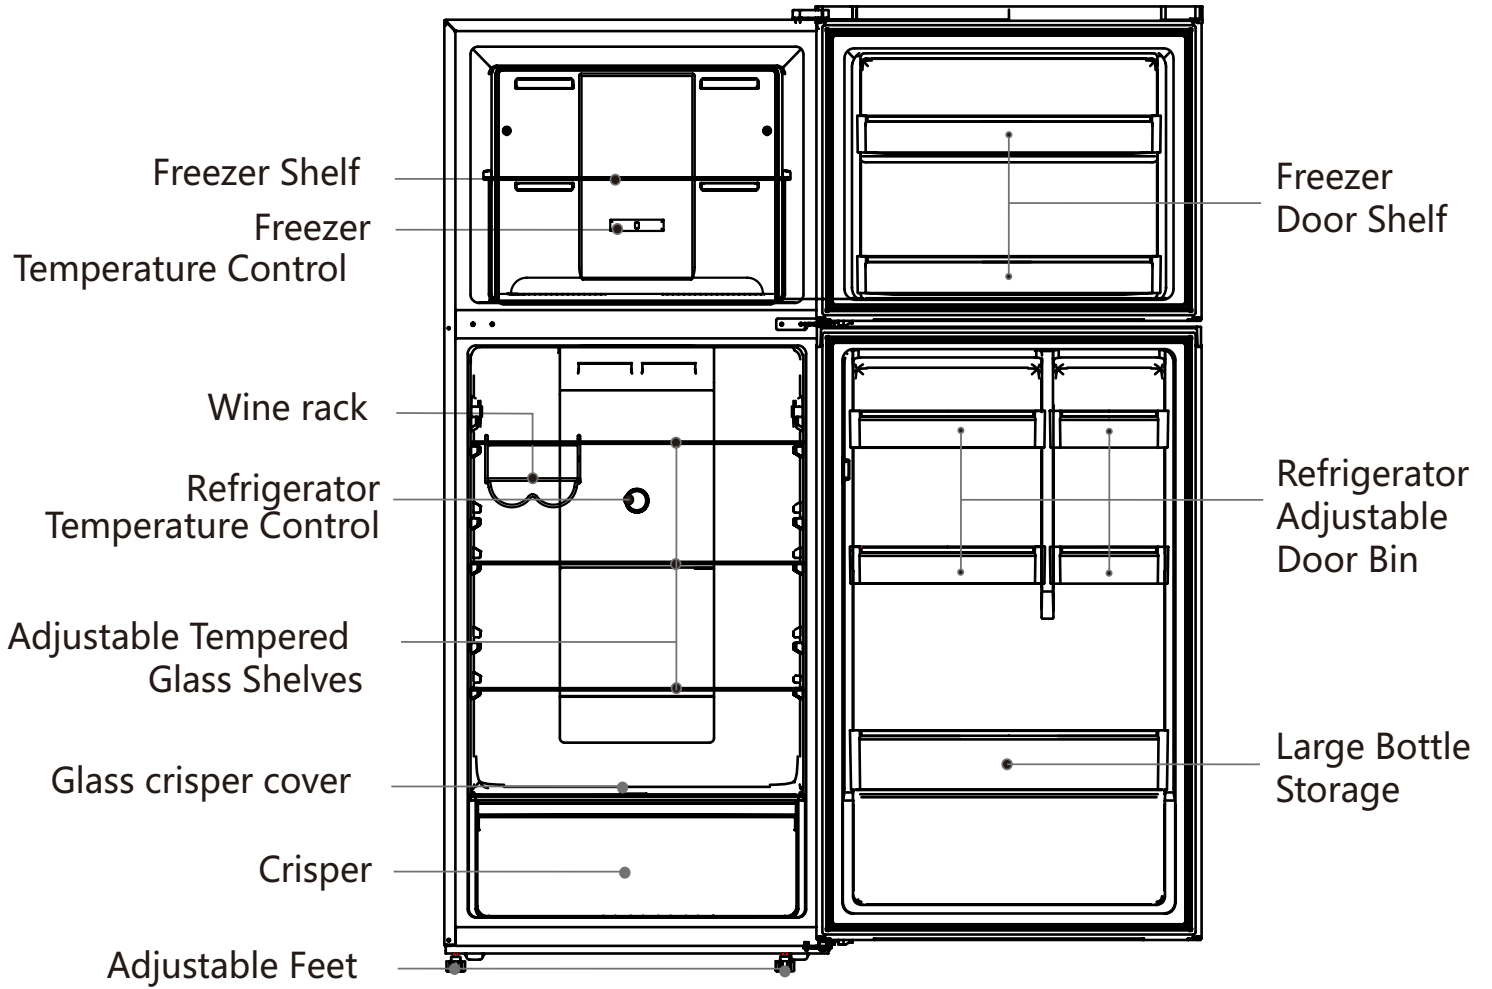 Freezer Shelf
Freezer
Temperature Control
Wine rack
Refrigerator
Temperature Control
Adjustable Tempered
Glass Shelves
Glass crisper cover
Crisper
Adjustable Feet
Freezer
Door Shelf
Refrigerator
Adjustable
Door Bin
Large Bottle
Storage